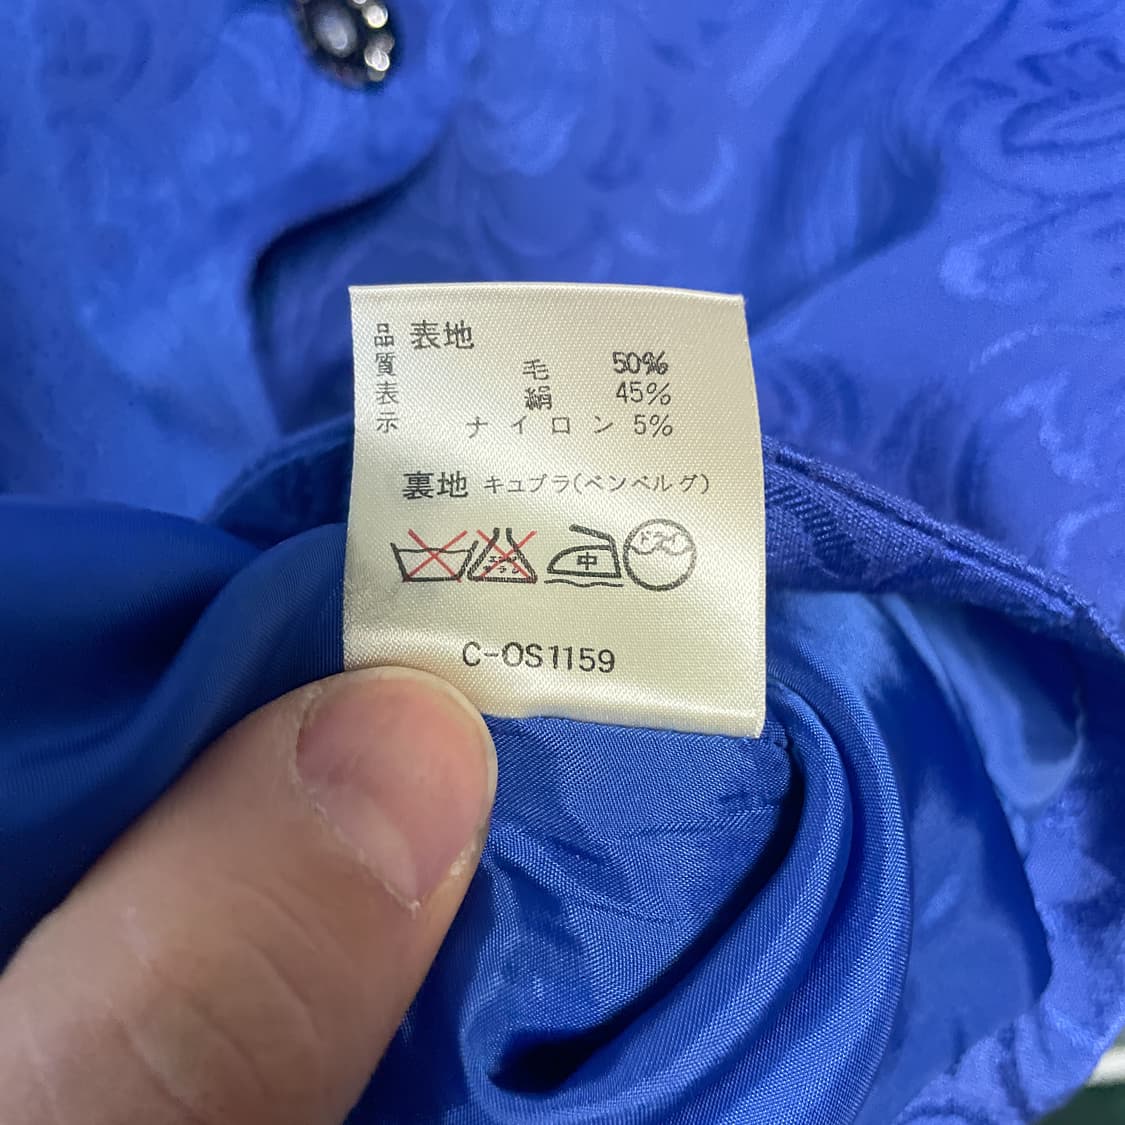 品質表示
表地
毛 50%
絹 45%
ナイロン 5%
裏地 キュプラ(ベンベルグ)
中 ドライ
C-OS1159